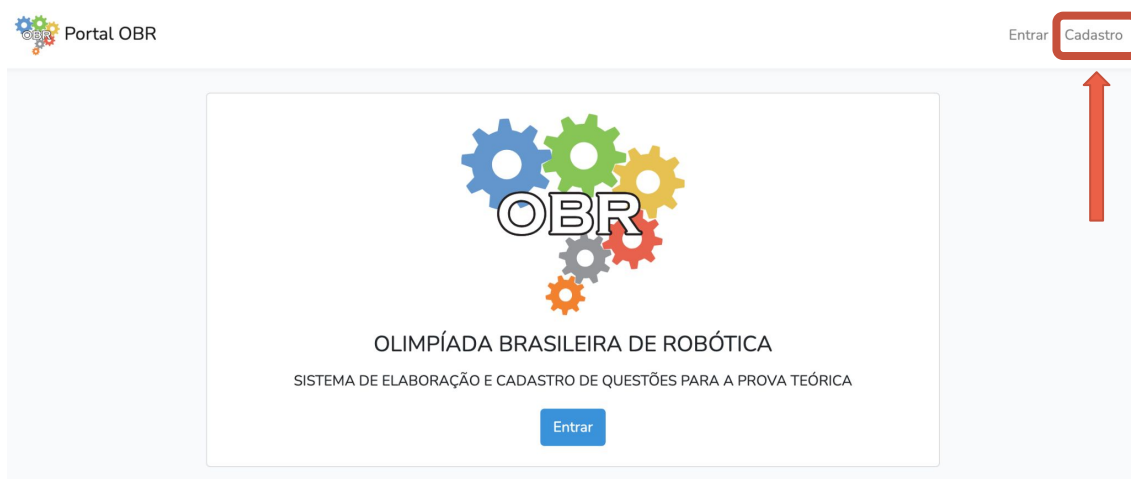 OBR Portal OBR
Entrar Cadastro
OBR
OLIMPÍADA BRASILEIRA DE ROBÓTICA
SISTEMA DE ELABORAÇÃO E CADASTRO DE QUESTÕES PARA A PROVA TEÓRICA
Entrar